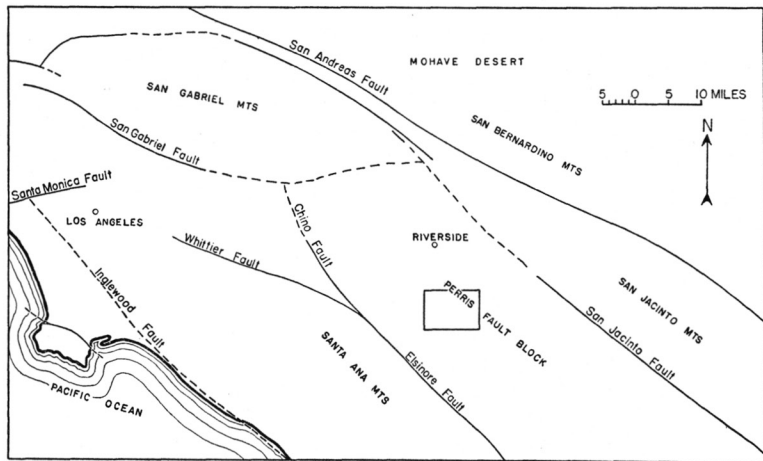 San Andreas Fault
MOHAVE DESERT
SAN GABRIEL MTS
5 0 5 10 MILES
N
San Gabriel Fault
SAN BERNARDINO MTS
Santa Monica Fault
LOS ANGELES
Chino Fault
RIVERSIDE
Whittier Fault
Inglewood Fault
PERRIS FAULT BLOCK
SAN JACINTO MTS
San Jacinto Fault
SANTA ANA MTS
Elsinore Fault
PACIFIC OCEAN